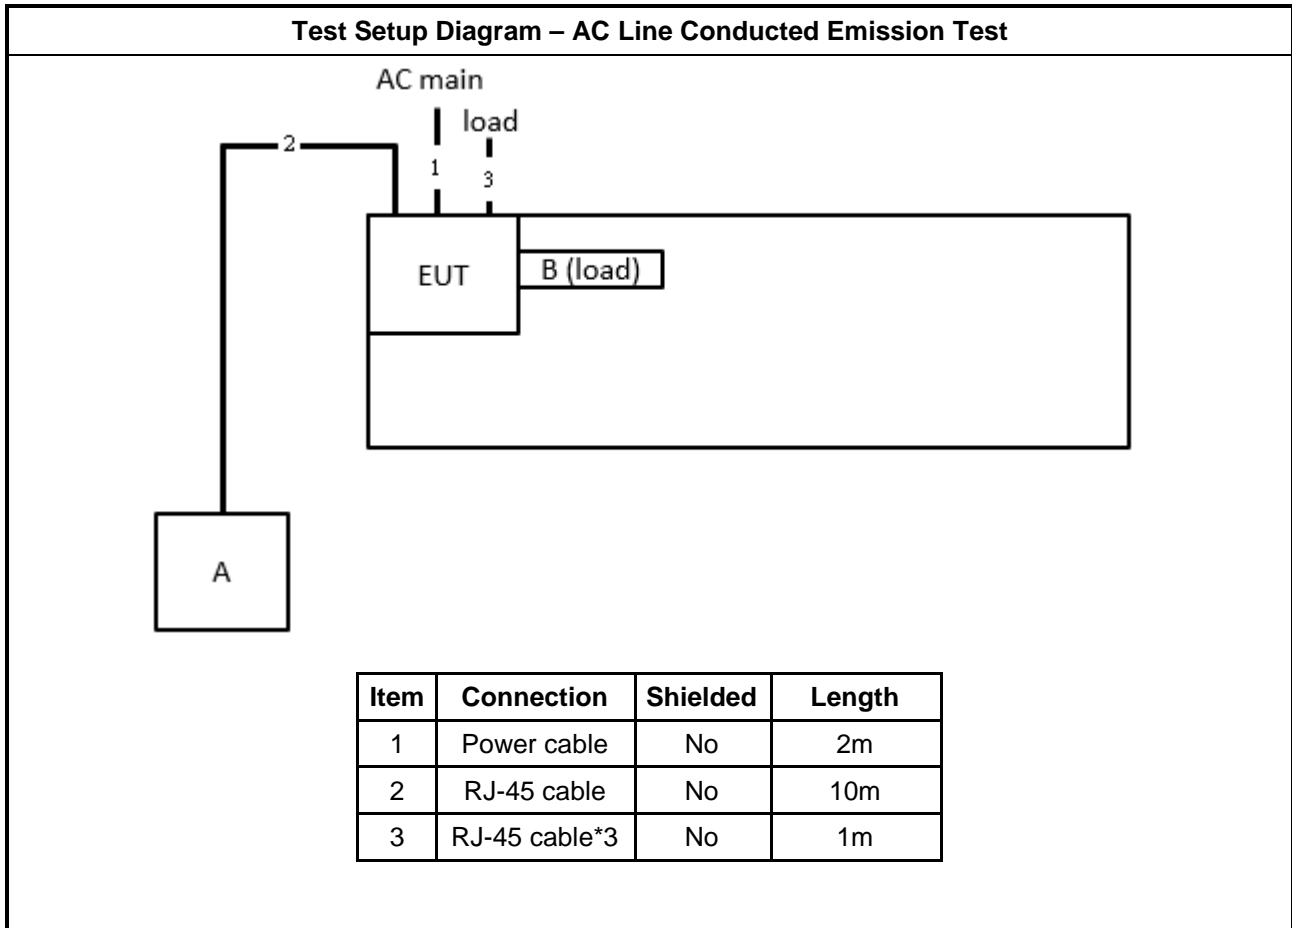 Test Setup Diagram – AC Line Conducted Emission Test
AC main
load
2
1
3
EUT
B (load)
A
Item Connection Shielded Length
1 Power cable No 2m
2 RJ-45 cable No 10m
3 RJ-45 cable*3 No 1m